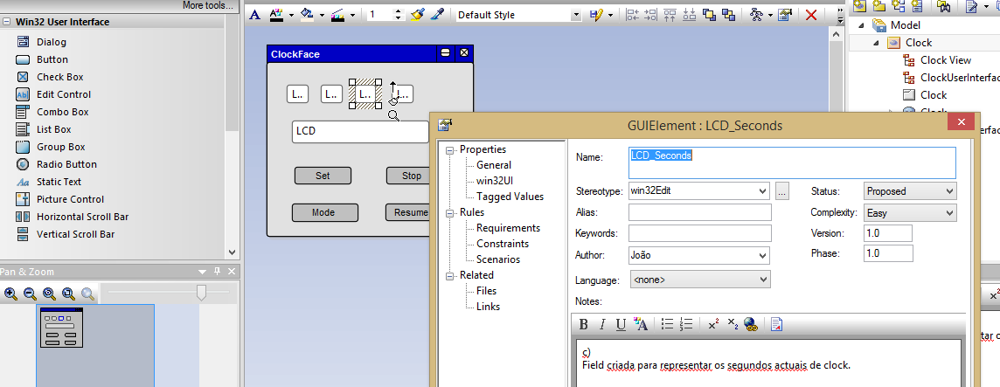 More tools...
Win32 User Interface
Dialog
Button
Check Box
Edit Control
Combo Box
List Box
Group Box
Radio Button
Static Text
Picture Control
Horizontal Scroll Bar
Vertical Scroll Bar
Pan & Zoom
A 1 Default Style
ClockFace
L.. L.. L..
LCD
Set Stop
Mode Resume
Model
Clock
Clock View
ClockUserInterfac
Clock
GUIElement : LCD_Seconds
Properties
General
win32UI
Tagged Values
Rules
Requirements
Constraints
Scenarios
Related
Files
Links
Name: LCD_Seconds
Stereotype: win32Edit ... Status: Proposed
Alias: Complexity: Easy
Keywords: Version: 1.0
Author: João Phase: 1.0
Language: <none>
Notes:
B I U A x² x₂
c)
Field criada para representar os segundos actuais de clock.